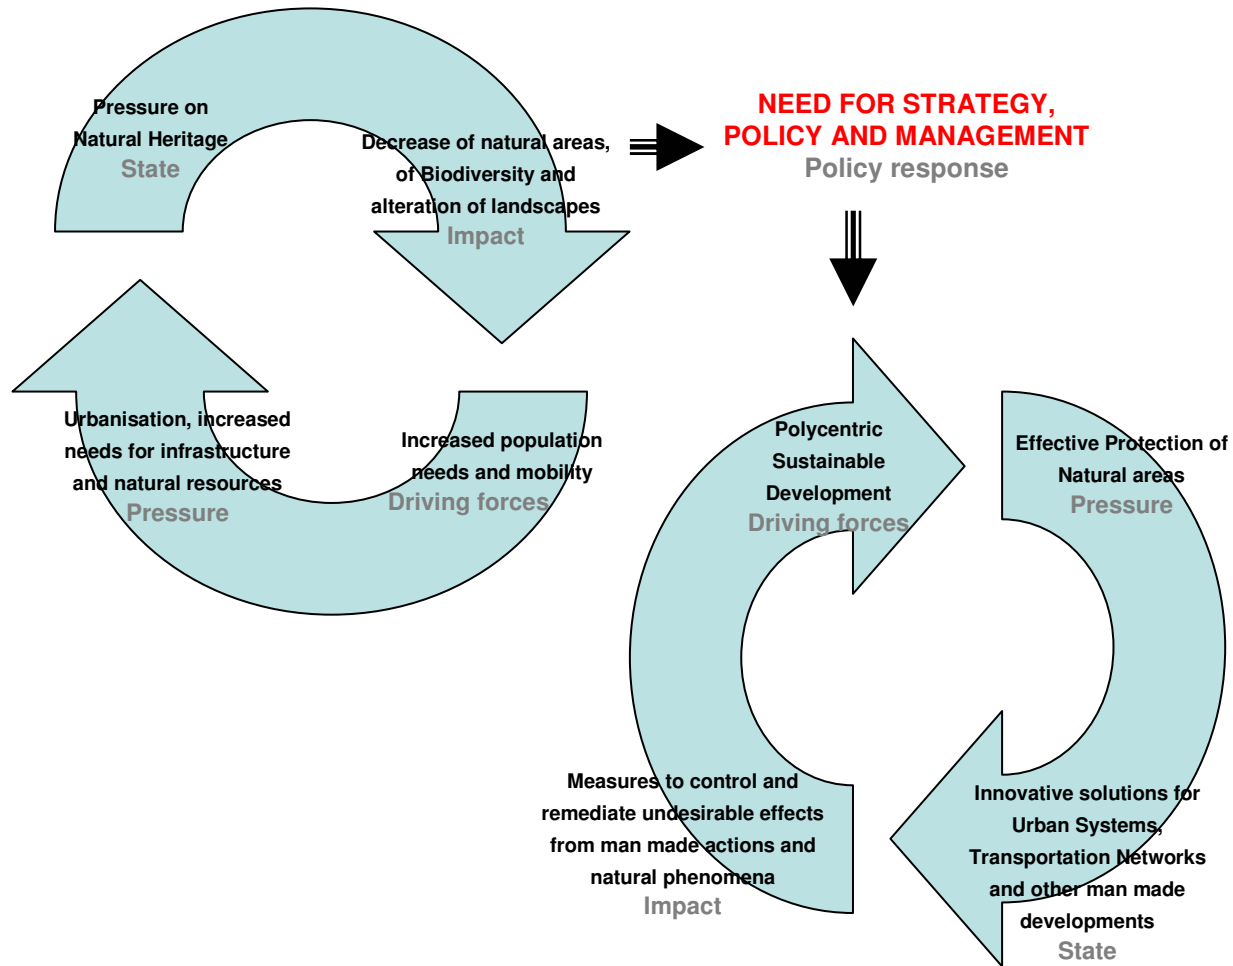 Pressure on
Natural Heritage
State
Decrease of natural areas,
of Biodiversity and
alteration of landscapes
Impact
NEED FOR STRATEGY,
POLICY AND MANAGEMENT
Policy response
Urbanisation, increased
needs for infrastructure
and natural resources
Pressure
Increased population
needs and mobility
Driving forces
Polycentric
Sustainable
Development
Driving forces
Effective Protection of
Natural areas
Pressure
Measures to control and
remediate undesirable effects
from man made actions and
natural phenomena
Impact
Innovative solutions for
Urban Systems,
Transportation Networks
and other man made
developments
State